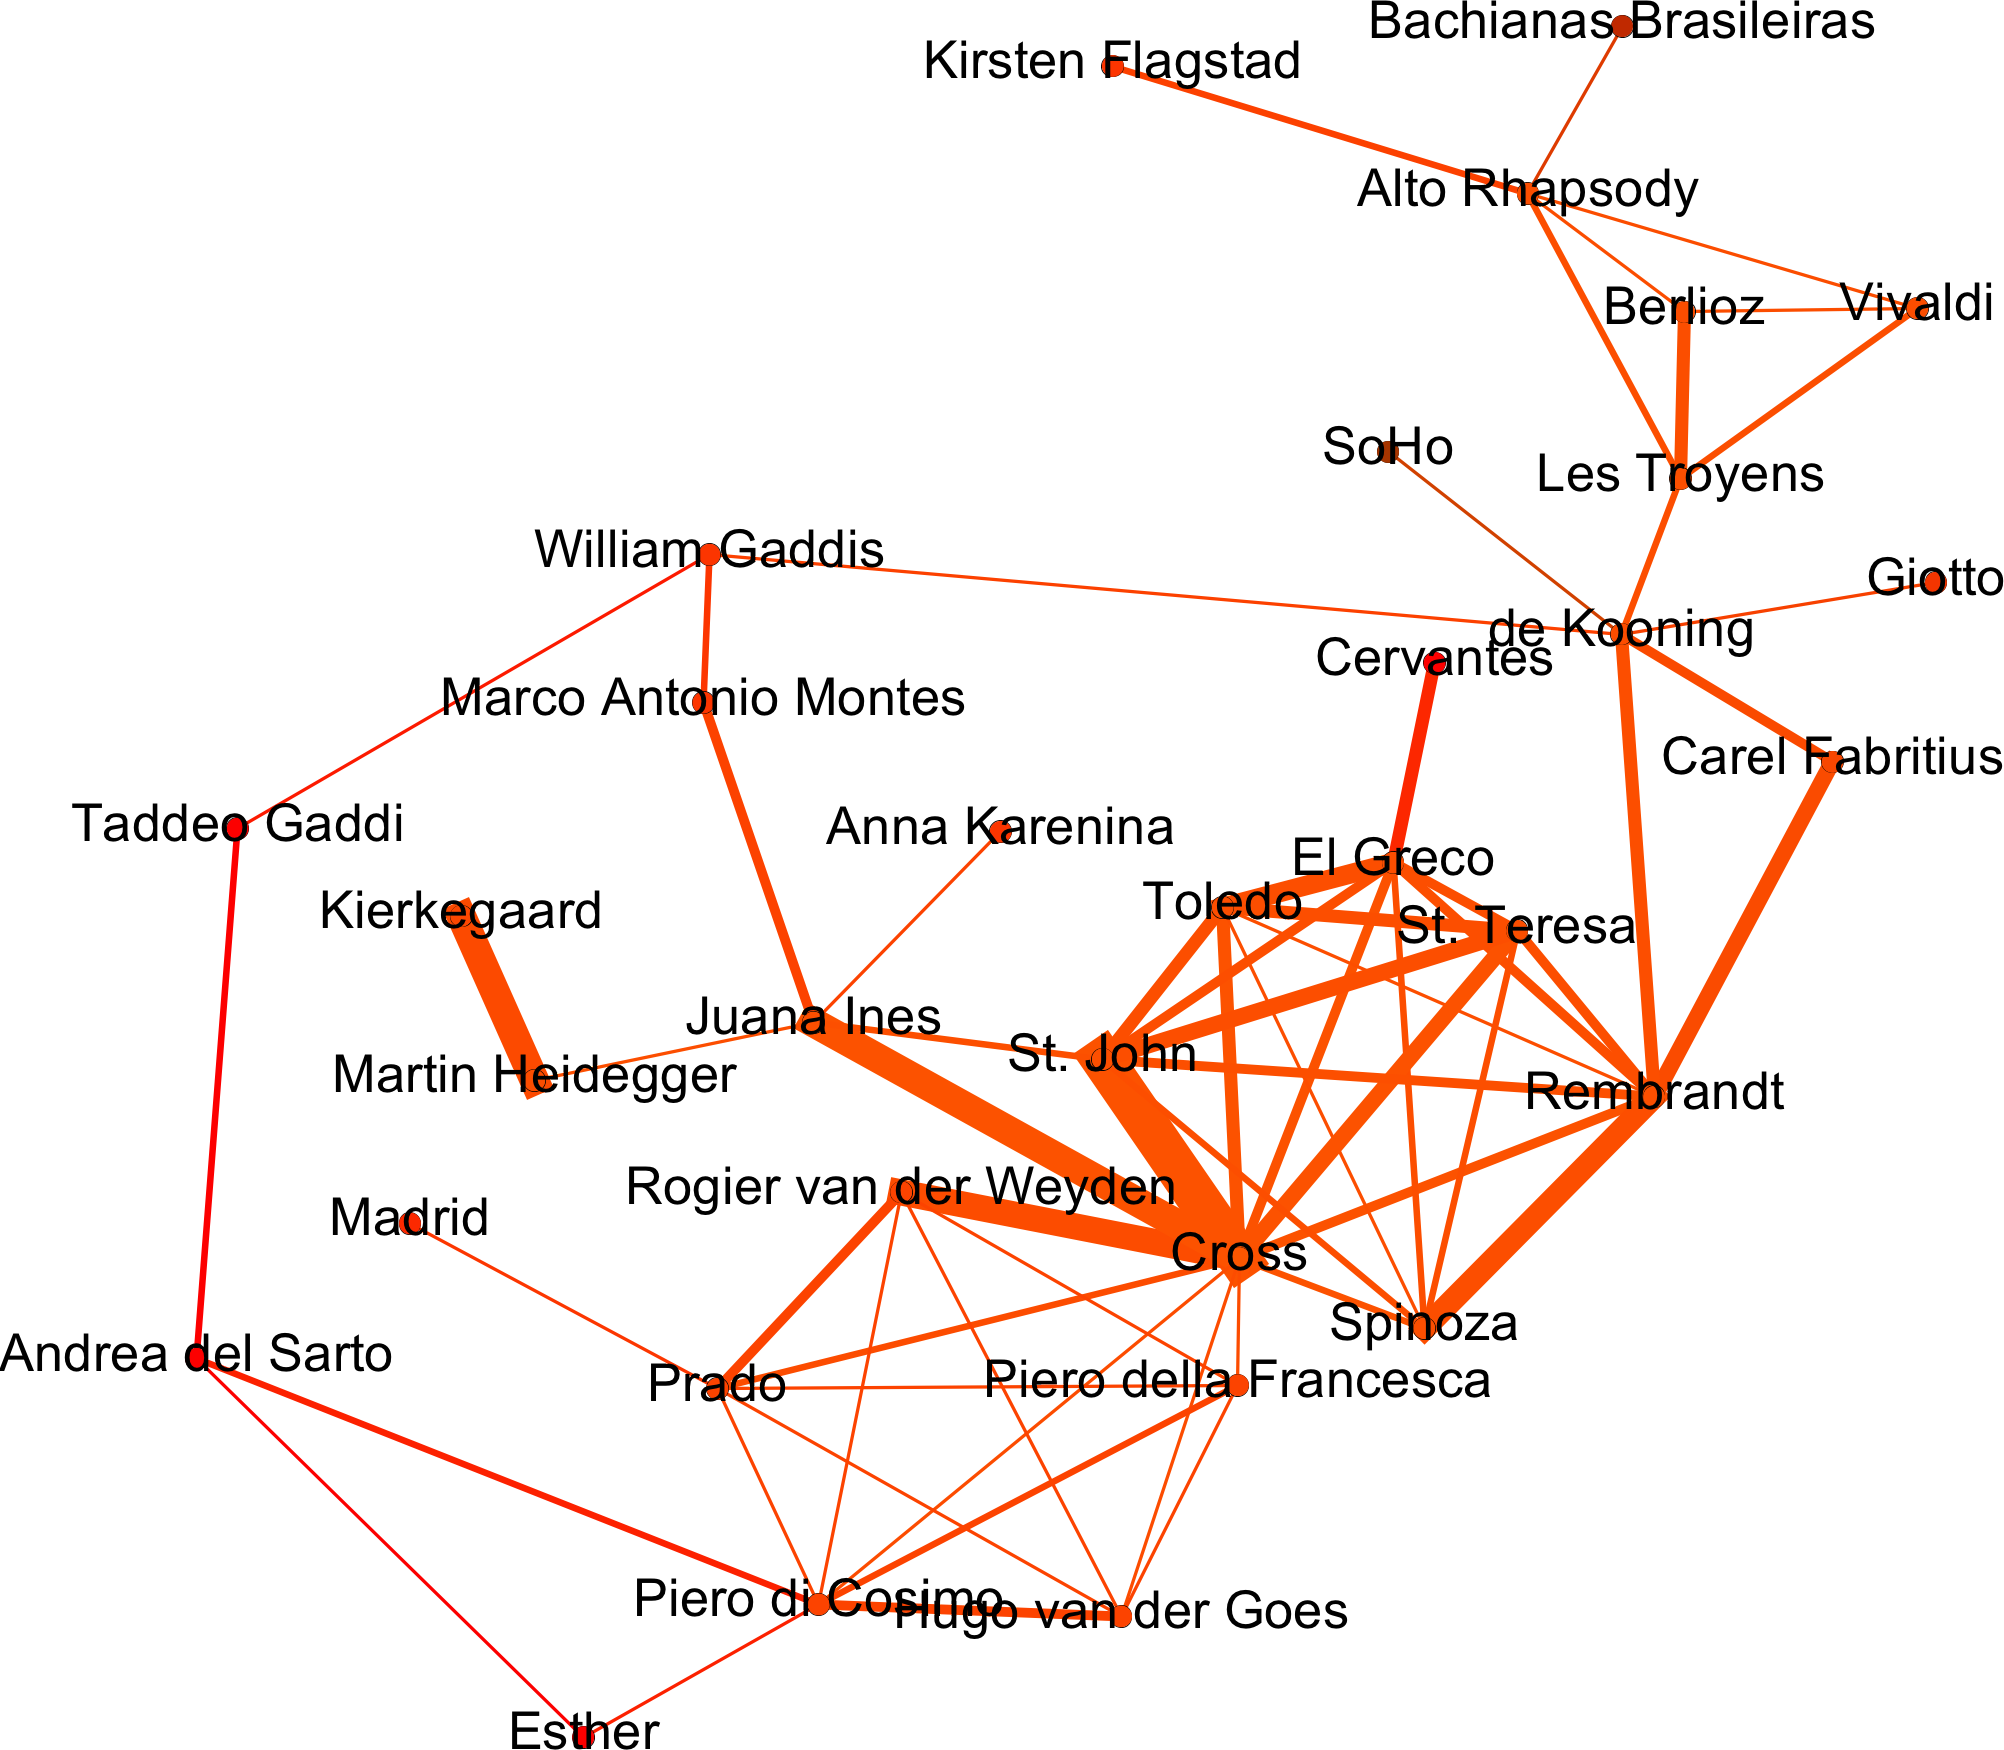 Bachianas Brasileiras
Kirsten Flagstad
Alto Rhapsody
Berlioz
Vivaldi
SoHo
Les Troyens
William Gaddis
Giotto
de Kooning
Cervantes
Marco Antonio Montes
Carel Fabritius
Taddeo Gaddi
Anna Karenina
El Greco
Toledo
Kierkegaard
St. Teresa
Juana Ines
St. John
Martin Heidegger
Rembrandt
Rogier van der Weyden
Madrid
Cross
Spinoza
Andrea del Sarto
Prado
Piero della Francesca
Piero di Cosimo
Hugo van der Goes
Esther